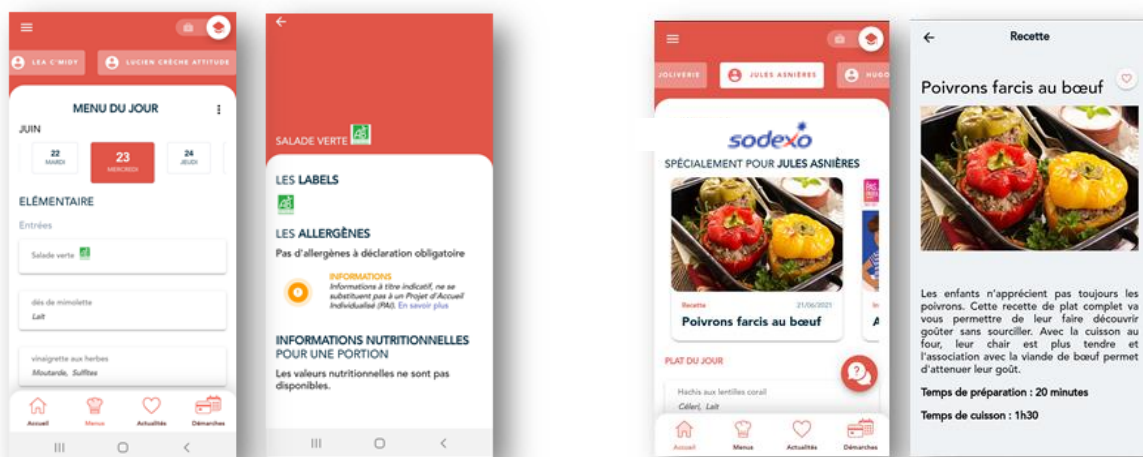 LEA C'MIDY
LUCIEN CRÈCHE ATTITUDE
MENU DU JOUR
JUIN
22
MARDI
23
MERCREDI
24
JEUDI
ELÉMENTAIRE
Entrées
Salade verte AB
dés de mimolette
Lait
vinaigrette aux herbes
Moutarde, Sulfites
Accueil
Menus
Actualités
Démarches
SALADE VERTE AB
LES LABELS
AB
LES ALLERGÈNES
Pas d'allergènes à déclaration obligatoire
INFORMATIONS
Informations à titre indicatif, ne se
substituent pas à un Projet d'Accueil
Individualisé (PAI). En savoir plus
INFORMATIONS NUTRITIONNELLES
POUR UNE PORTION
Les valeurs nutritionnelles ne sont pas
disponibles.
JOLIVÉRIE
JULES ASNIÈRES
HUGO
sodexo
SPÉCIALEMENT POUR JULES ASNIÈRES
Recette
21/06/2021
Poivrons farcis au bœuf
A
PLAT DU JOUR
Hachis aux lentilles corail
Céleri, Lait
Accueil
Menus
Actualités
Démarches
Recette
Poivrons farcis au bœuf
Les enfants n'apprécient pas toujours les
poivrons. Cette recette de plat complet va
vous permettre de leur faire découvrir
goûter sans sourciller. Avec la cuisson au
four, leur chair est plus tendre et
l'association avec la viande de bœuf permet
d'attenuer leur goût.
Temps de préparation : 20 minutes
Temps de cuisson : 1h30